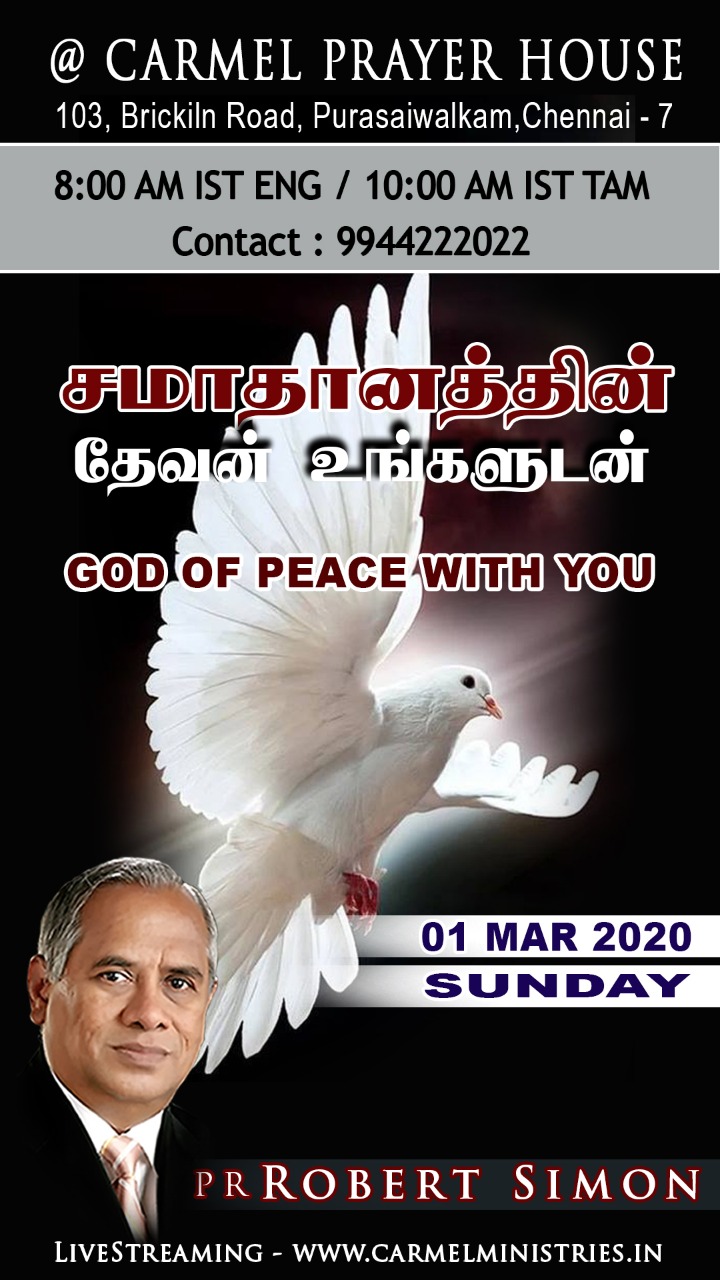 @ CARMEL PRAYER HOUSE
103, Brickiln Road, Purasaiwalkam,Chennai - 7
8:00 AM IST ENG / 10:00 AM IST TAM
Contact : 9944222022
சமாதானத்தின்
தேவன் உங்களுடன்
GOD OF PEACE WITH YOU
01 MAR 2020
SUNDAY
PR ROBERT SIMON
LIVESTREAMING - WWW.CARMELMINISTRIES.IN